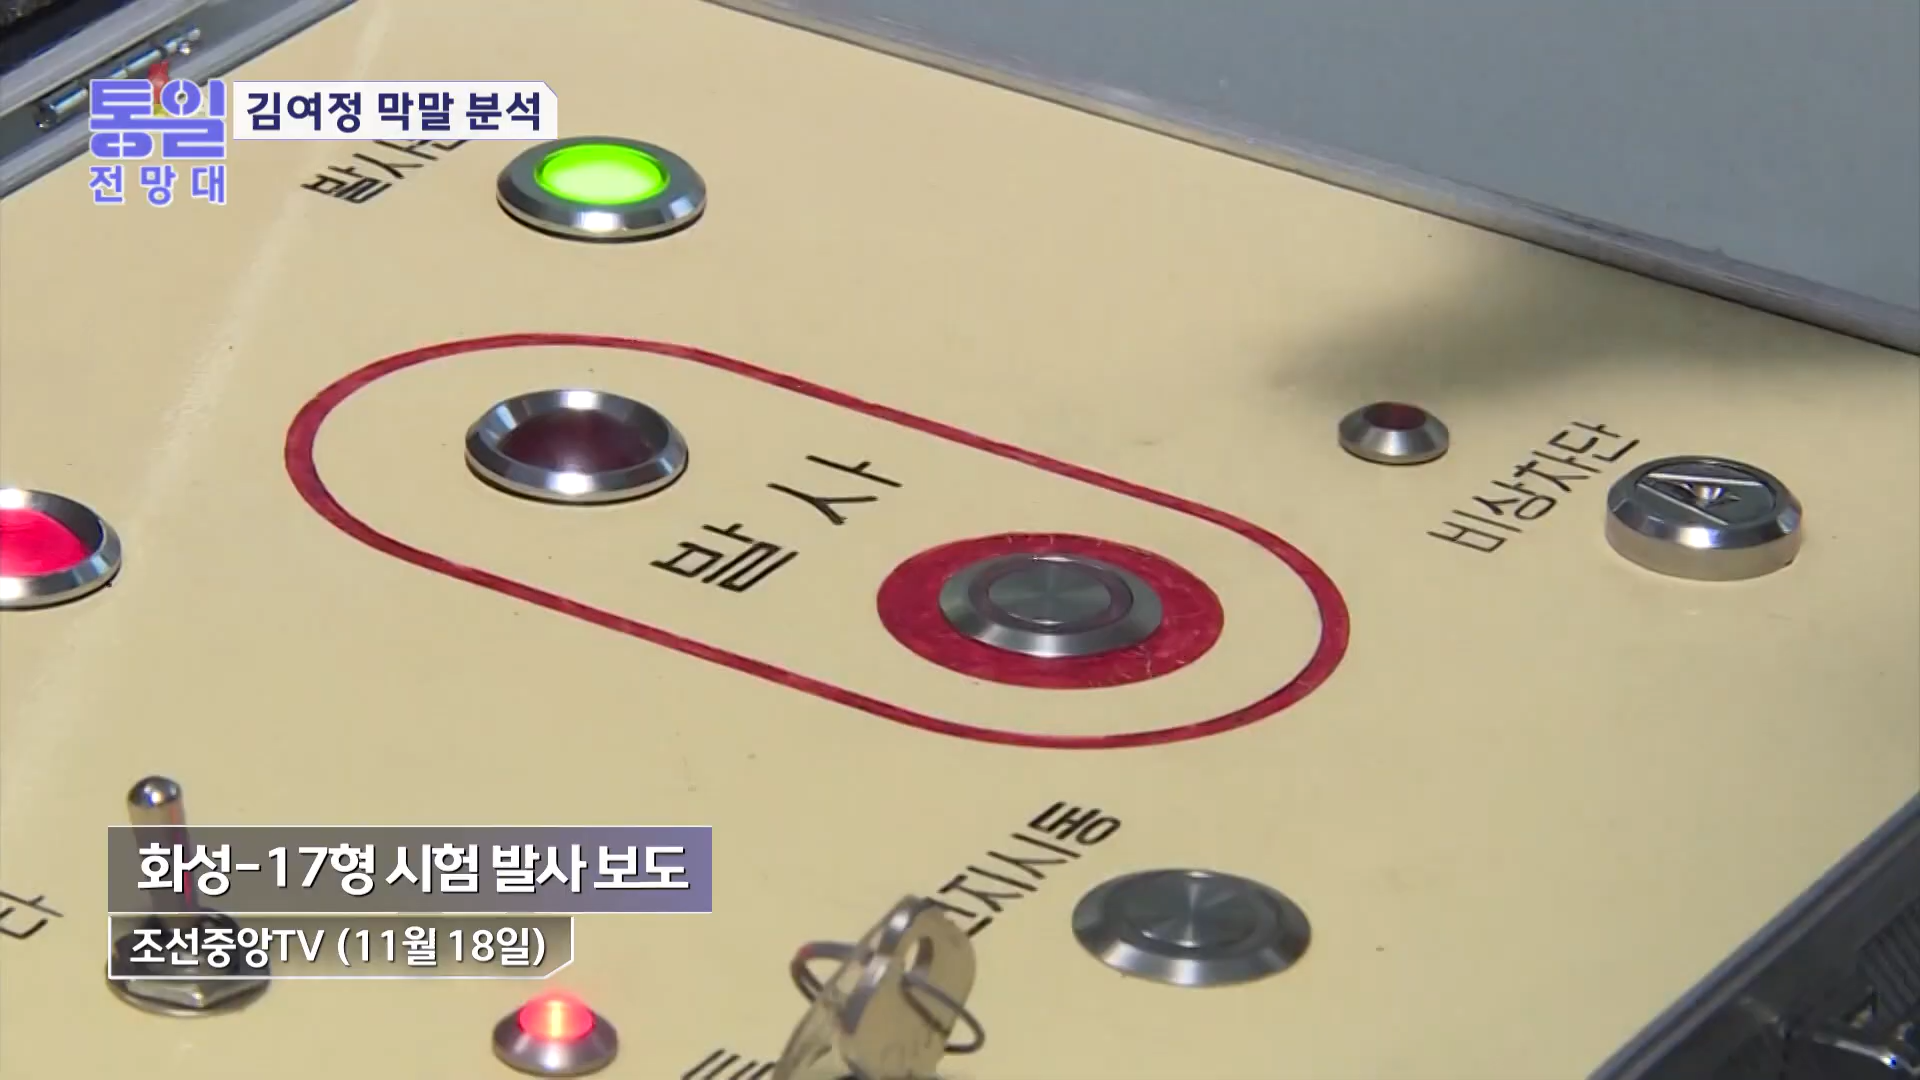 통일
전망대
김여정 막말 분석
발사
비상차단
화성-17형 시험 발사 보도
조선중앙TV (11월 18일)